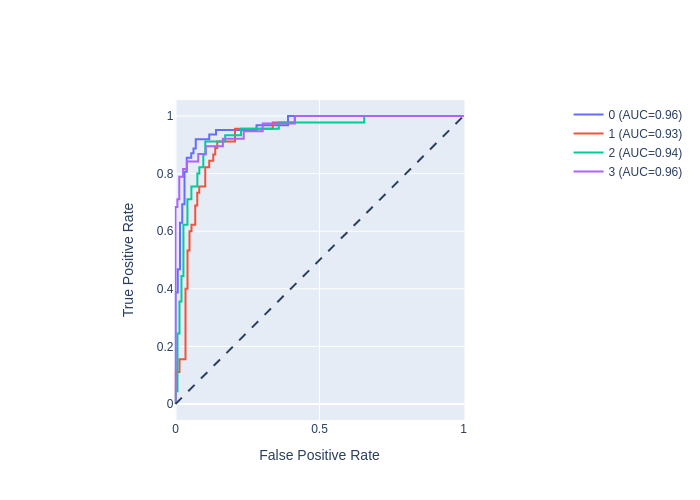 0 (AUC=0.96)
1 (AUC=0.93)
2 (AUC=0.94)
3 (AUC=0.96)
1
0.8
0.6
0.4
0.2
0
True Positive Rate
0 0.5 1
False Positive Rate